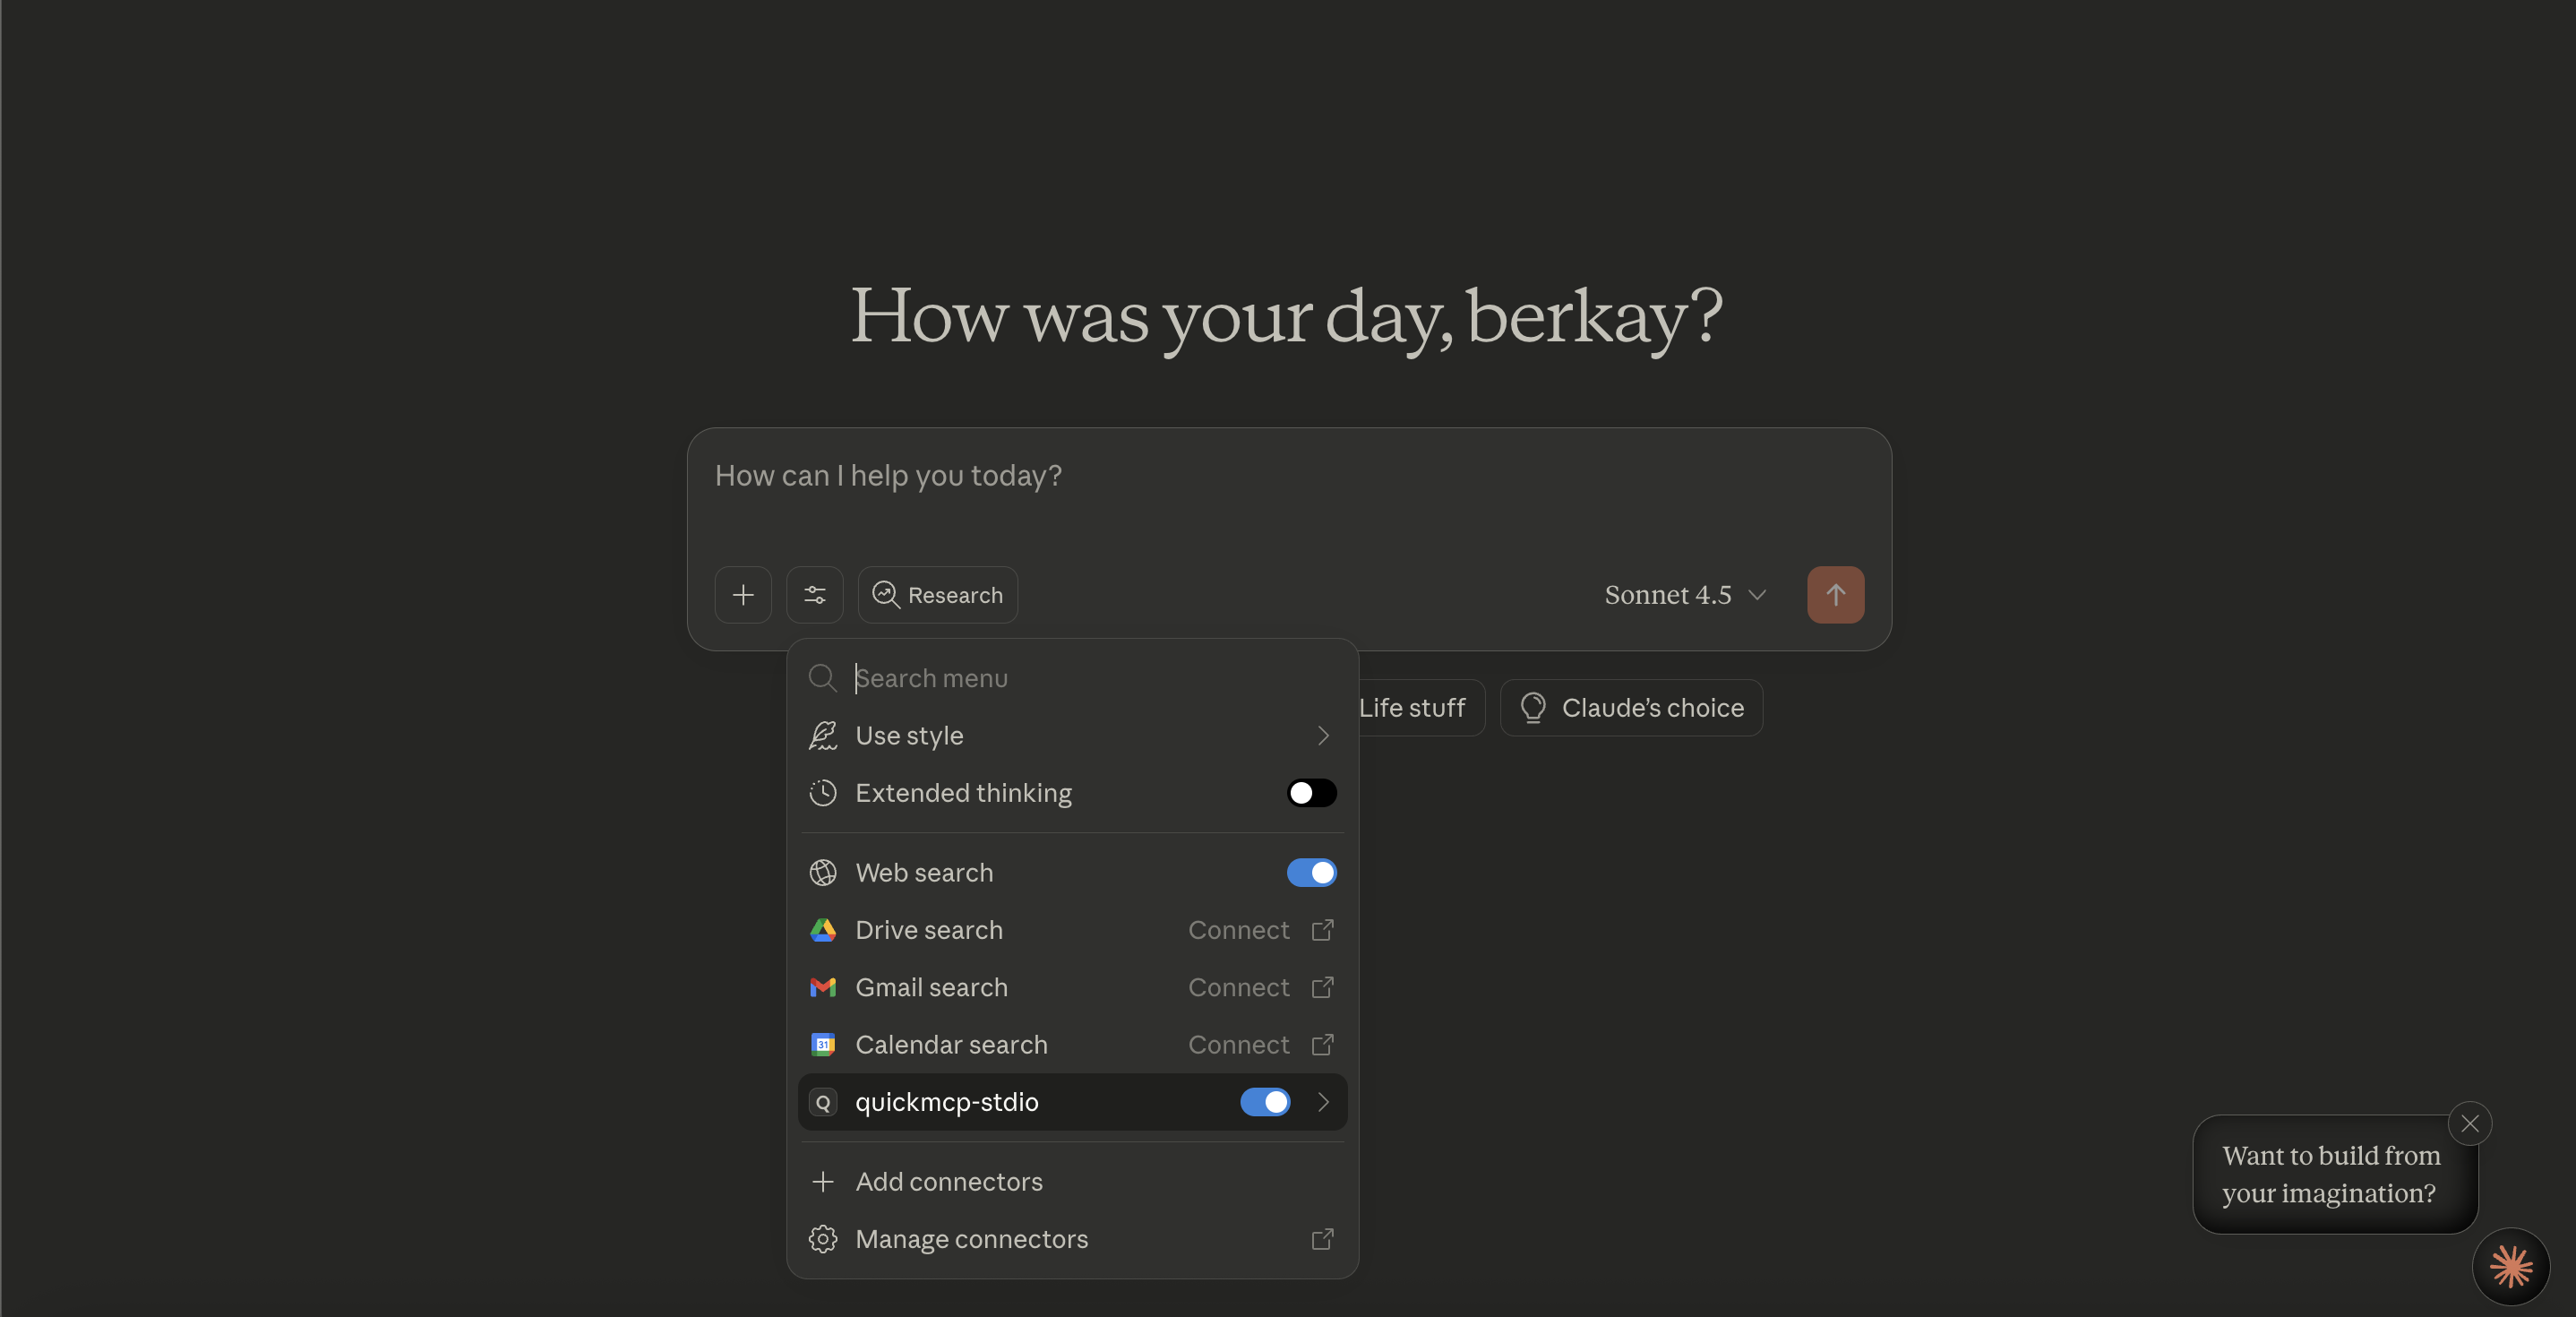 How was your day, berkay?
How can I help you today?
Research
Sonnet 4.5
Search menu
Use style
Extended thinking
Web search
Drive search Connect
Gmail search Connect
Calendar search Connect
31
Q quickmcp-stdio
Add connectors
Manage connectors
Life stuff
Claude’s choice
Want to build from
your imagination?